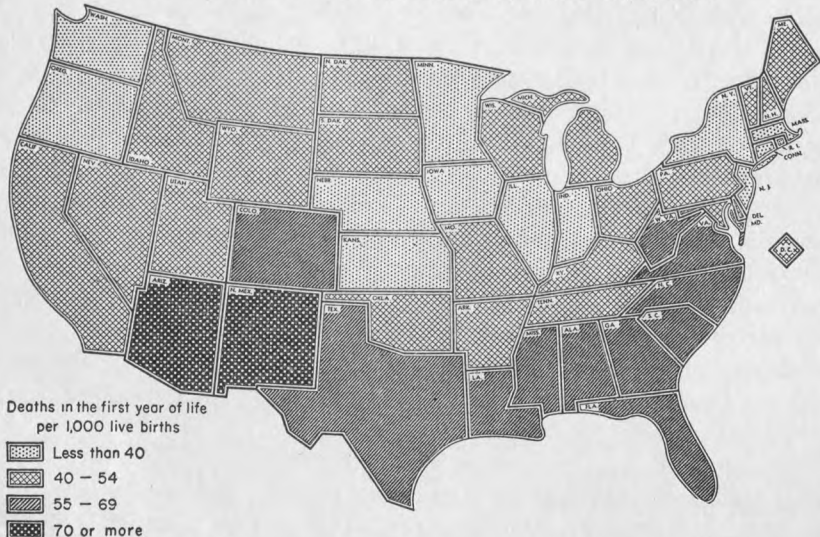 WASH.
OREG.
CALIF.
NEV.
IDAHO
MONT.
WYO.
UTAH
COLO.
ARIZ.
N. MEX.
N. DAK.
S. DAK.
NEBR.
KANS.
OKLA.
TEX.
MINN.
IOWA
MO.
ARK.
LA.
WIS.
ILL.
MICH.
IND.
OHIO
KY.
TENN.
MISS.
ALA.
GA.
FLA.
S. C.
N. C.
VA.
W. VA.
PA.
N. Y.
VT.
N. H.
ME.
MASS.
R. I.
CONN.
N. J.
DEL.
MD.
D. C.
Deaths in the first year of life
per 1,000 live births
Less than 40
40 – 54
55 – 69
70 or more